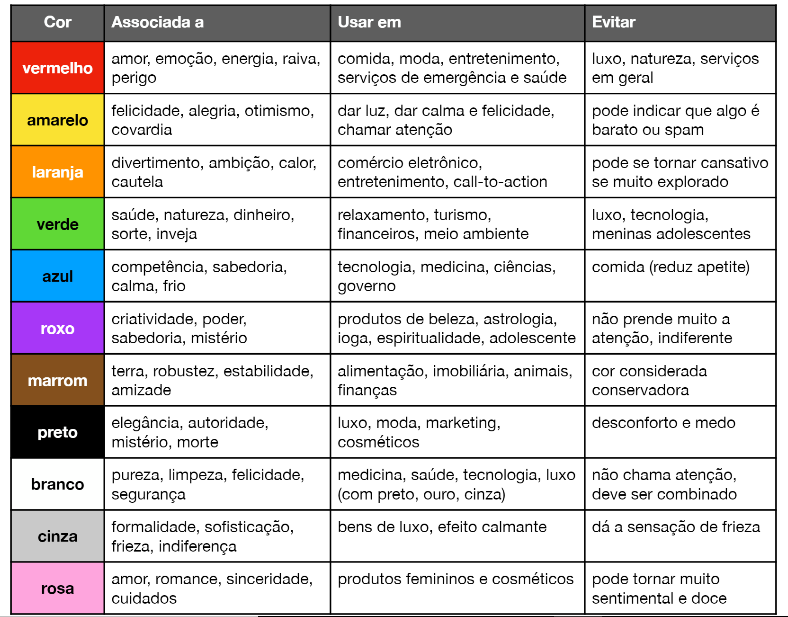 Cor Associada a Usar em Evitar
vermelho amor, emoção, energia, raiva, comida, moda, entretenimento, luxo, natureza, serviços
perigo serviços de emergência e saúde em geral
amarelo felicidade, alegria, otimismo, dar luz, dar calma e felicidade, pode indicar que algo é
covardia chamar atenção barato ou spam
laranja divertimento, ambição, calor, comércio eletrônico, pode se tornar cansativo
cautela entretenimento, call-to-action se muito explorado
verde saúde, natureza, dinheiro, relaxamento, turismo, luxo, tecnologia,
sorte, inveja financeiros, meio ambiente meninas adolescentes
azul competência, sabedoria, tecnologia, medicina, ciências, comida (reduz apetite)
calma, frio governo
roxo criatividade, poder, produtos de beleza, astrologia, não prende muito a
sabedoria, mistério ioga, espiritualidade, adolescente atenção, indiferente
marrom terra, robustez, estabilidade, alimentação, imobiliária, animais, cor considerada
amizade finanças conservadora
preto elegância, autoridade, luxo, moda, marketing, desconforto e medo
mistério, morte cosméticos
branco pureza, limpeza, felicidade, medicina, saúde, tecnologia, luxo não chama atenção,
segurança (com preto, ouro, cinza) deve ser combinado
cinza formalidade, sofisticação, bens de luxo, efeito calmante dá a sensação de frieza
frieza, indiferença
rosa amor, romance, sinceridade, produtos femininos e cosméticos pode tornar muito
cuidados sentimental e doce